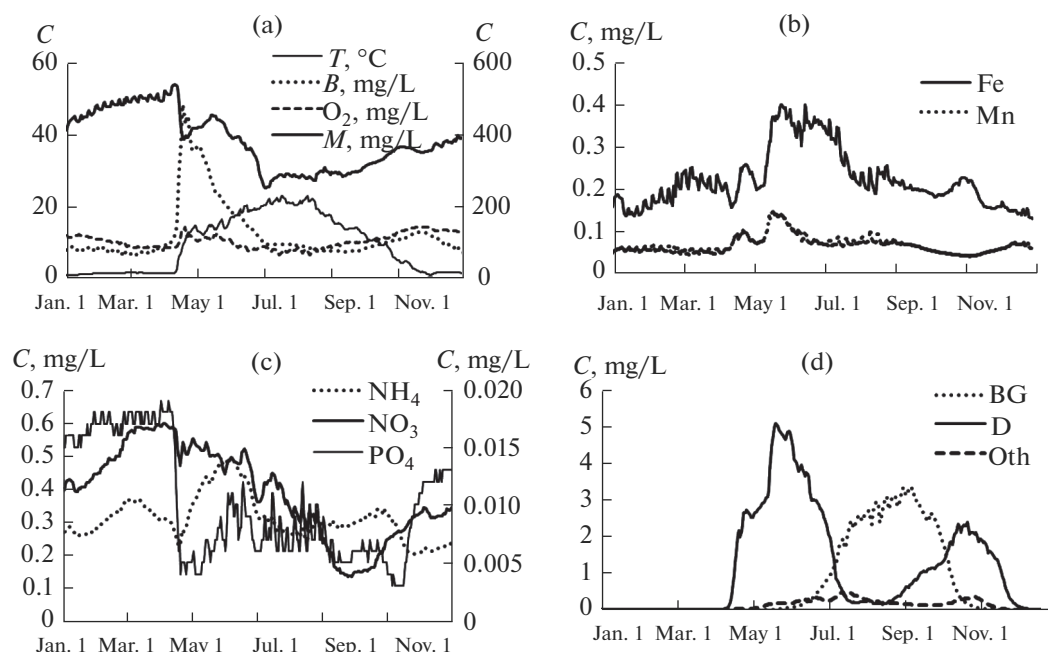 (a)
C
C
60
600
T, °C
B, mg/L
O₂, mg/L
M, mg/L
40
400
20
200
0
0
Jan. 1 Mar. 1 May 1 Jul. 1 Sep. 1 Nov. 1
(b)
C, mg/L
0.5
Fe
Mn
0.4
0.3
0.2
0.1
0
Jan. 1 Mar. 1 May 1 Jul. 1 Sep. 1 Nov. 1
C, mg/L
(c)
C, mg/L
0.7
0.020
NH₄
NO₃
PO₄
0.6
0.5
0.015
0.4
0.3
0.010
0.2
0.005
0.1
0
0
Jan. 1 Mar. 1 May 1 Jul. 1 Sep. 1 Nov. 1
C, mg/L
(d)
6
BG
D
Oth
5
4
3
2
1
0
Jan. 1 Mar. 1 May 1 Jul. 1 Sep. 1 Nov. 1